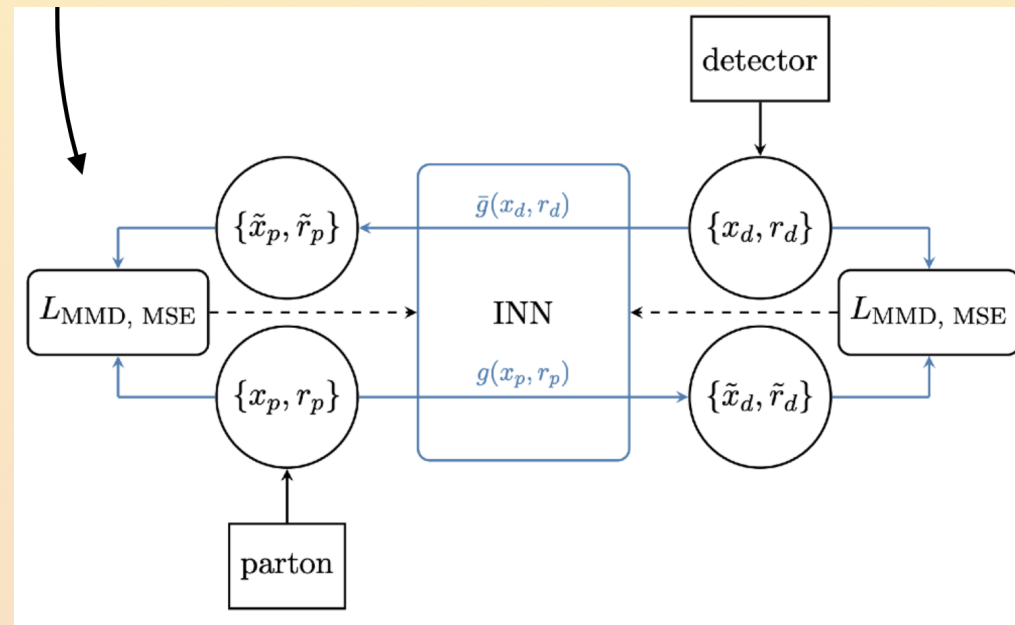 detector
{x̃_p, r̃_p}
ḡ(x_d, r_d)
{x_d, r_d}
L_MMD, MSE
INN
L_MMD, MSE
{x_p, r_p}
g(x_p, r_p)
{x̃_d, r̃_d}
parton